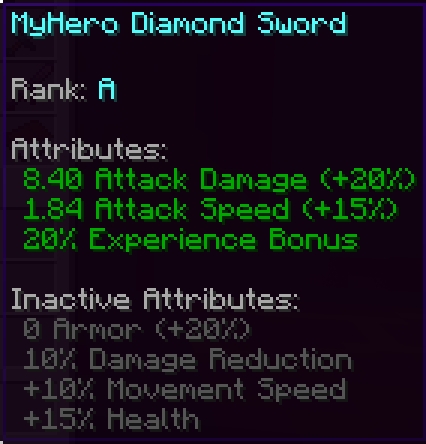 MyHero Diamond Sword
Rank: A
Attributes:
8.40 Attack Damage (+20%)
1.84 Attack Speed (+15%)
20% Experience Bonus
Inactive Attributes:
0 Armor (+20%)
10% Damage Reduction
+10% Movement Speed
+15% Health